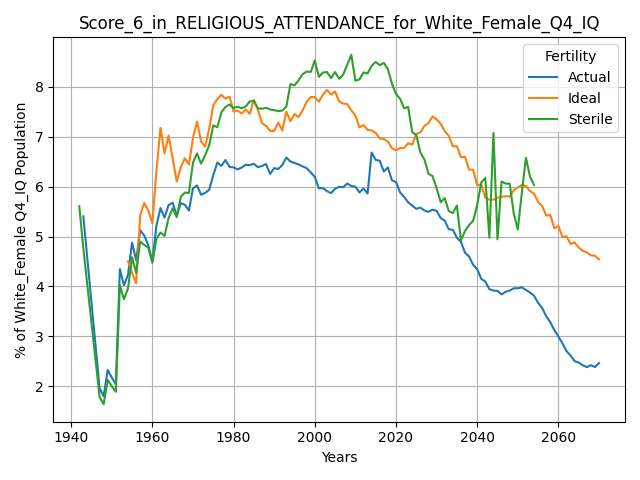 Score_6_in_RELIGIOUS_ATTENDANCE_for_White_Female_Q4_IQ
Fertility
Actual
Ideal
Sterile
% of White_Female Q4_IQ Population
8
7
6
5
4
3
2
1940
1960
1980
2000
2020
2040
2060
Years